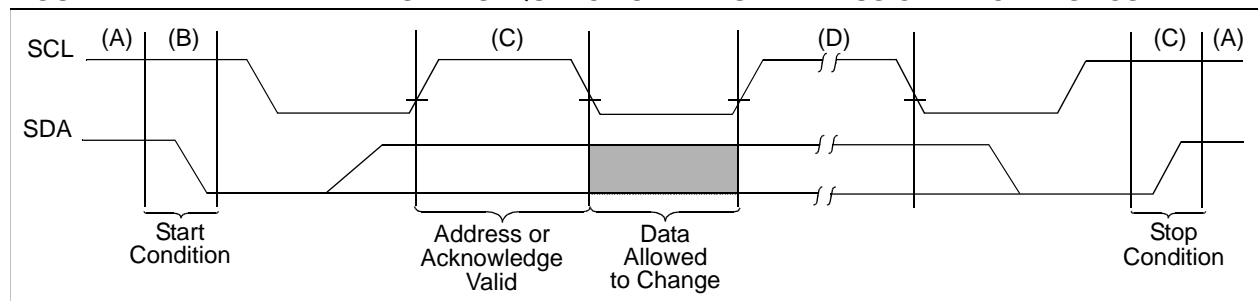 (A) (B) (C) (D) (C) (A)
SCL
SDA
Start
Condition
Address or
Acknowledge
Valid
Data
Allowed
to Change
Stop
Condition